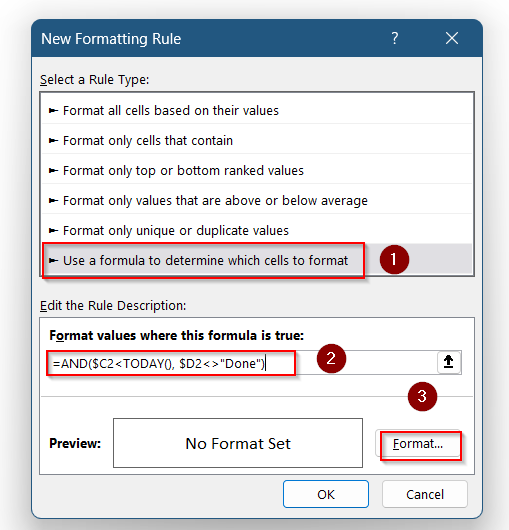 New Formatting Rule ?
Select a Rule Type:
► Format all cells based on their values
► Format only cells that contain
► Format only top or bottom ranked values
► Format only values that are above or below average
► Format only unique or duplicate values
► Use a formula to determine which cells to format 1
Edit the Rule Description:
Format values where this formula is true:
=AND($C2<TODAY(), $D2<>"Done") 2
3
Preview: No Format Set Format...
OK Cancel